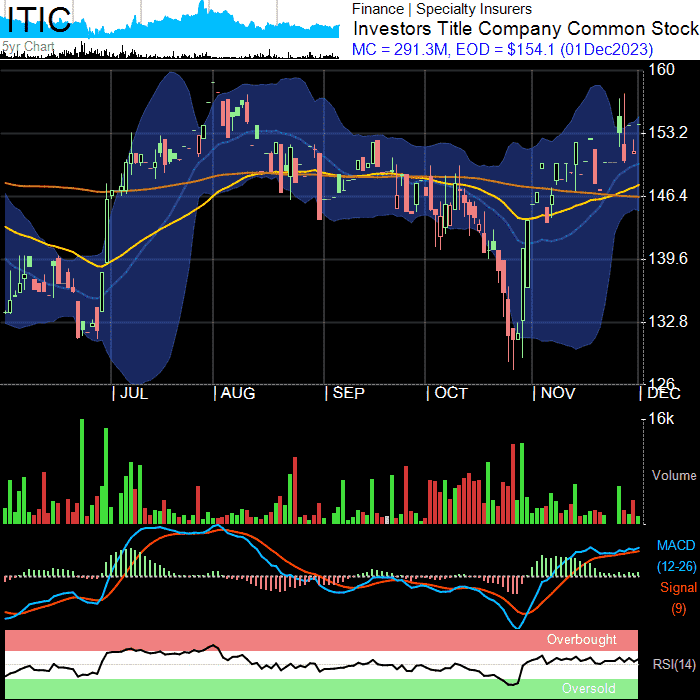 ITIC
5yr Chart
Finance | Specialty Insurers
Investors Title Company Common Stock
MC = 291.3M, EOD = $154.1 (01Dec2023)
160
153.2
146.4
139.6
132.8
126
| JUL | AUG | SEP | OCT | NOV | DEC
16k
Volume
MACD
(12-26)
Signal
(9)
Overbought
RSI(14)
Oversold